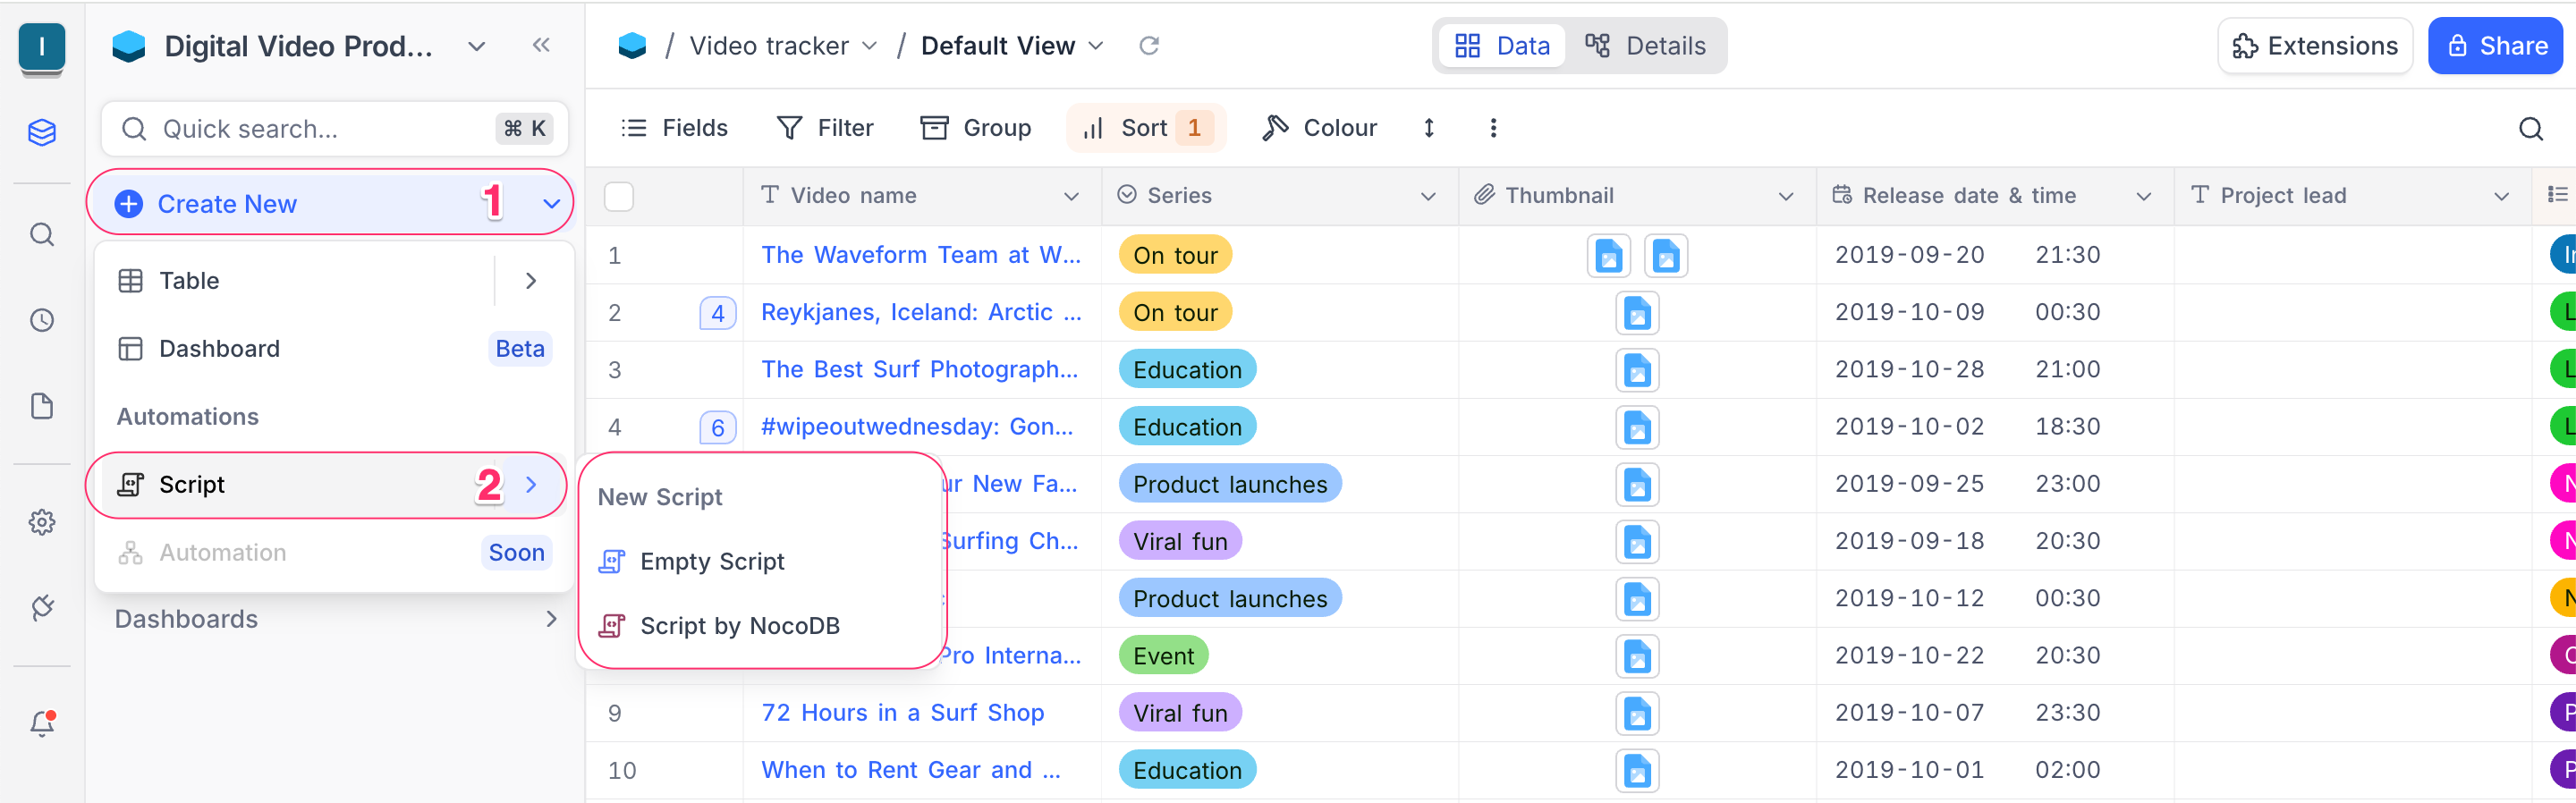 I
Digital Video Prod...
/ Video tracker / Default View
Data Details
Extensions
Share
Quick search...
⌘ K
Fields Filter Group Sort 1 Colour
Create New 1
Table
Dashboard Beta
Automations
Script 2
Automation Soon
Dashboards
New Script
Empty Script
Script by NocoDB
Video name Series Thumbnail Release date & time Project lead
1 The Waveform Team at W... On tour 2019-09-20 21:30
2 4 Reykjanes, Iceland: Arctic ... On tour 2019-10-09 00:30 L
3 The Best Surf Photograph... Education 2019-10-28 21:00 L
4 6 #wipeoutwednesday: Gon... Education 2019-10-02 18:30 L
ur New Fa... Product launches 2019-09-25 23:00 N
Surfing Ch... Viral fun 2019-09-18 20:30 N
Product launches 2019-10-12 00:30 N
Pro Interna... Event 2019-10-22 20:30
9 72 Hours in a Surf Shop Viral fun 2019-10-07 23:30 P
10 When to Rent Gear and ... Education 2019-10-01 02:00 P